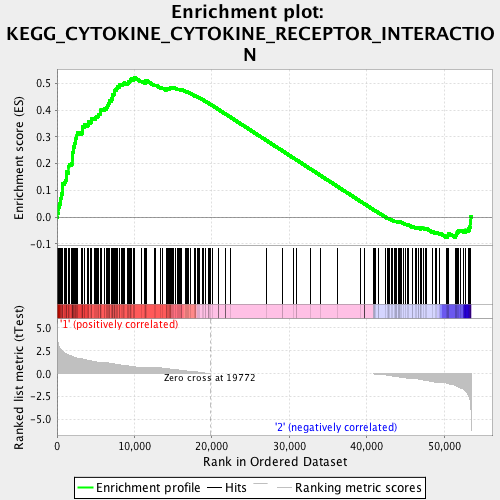 Enrichment plot:
KEGG_CYTOKINE_CYTOKINE_RECEPTOR_INTERACTIO
N
Enrichment score (ES)
0.5
0.4
0.3
0.2
0.1
0.0
-0.1
'1' (positively correlated)
Ranked list metric (tTest)
5.0
2.5
0.0
-2.5
-5.0
Zero cross at 19772
'2' (negatively correlated)
0
10,000
20,000
30,000
40,000
50,000
Rank in Ordered Dataset
Enrichment profile
Hits
Ranking metric scores